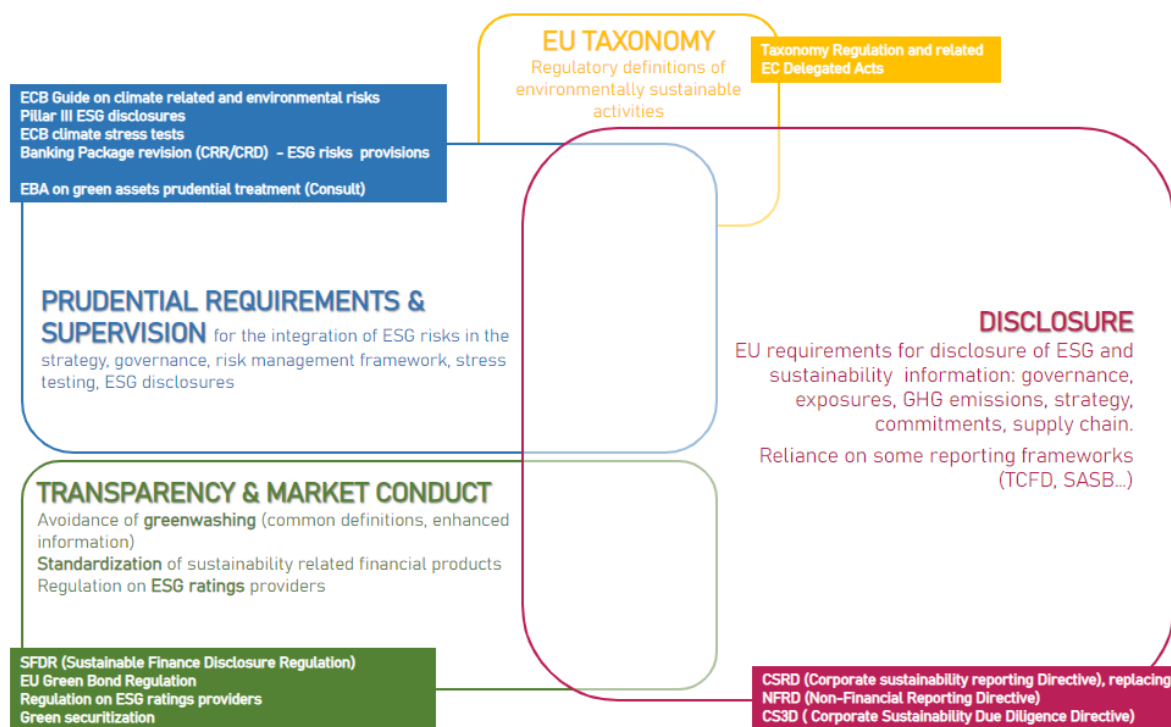 EU TAXONOMY
Regulatory definitions of
environmentally sustainable
activities
Taxonomy Regulation and related
EC Delegated Acts
ECB Guide on climate related and environmental risks
Pillar III ESG disclosures
ECB climate stress tests
Banking Package revision (CRR/CRD) - ESG risks provisions
EBA on green assets prudential treatment (Consult)
PRUDENTIAL REQUIREMENTS &
SUPERVISION for the integration of ESG risks in the
strategy, governance, risk management framework, stress
testing, ESG disclosures
DISCLOSURE
EU requirements for disclosure of ESG and
sustainability information: governance,
exposures, GHG emissions, strategy,
commitments, supply chain.
Reliance on some reporting frameworks
(TCFD, SASB...)
TRANSPARENCY & MARKET CONDUCT
Avoidance of greenwashing (common definitions, enhanced
information)
Standardization of sustainability related financial products
Regulation on ESG ratings providers
SFDR (Sustainable Finance Disclosure Regulation)
EU Green Bond Regulation
Regulation on ESG ratings providers
Green securitization
CSRD (Corporate sustainability reporting Directive), replacing
NFRD (Non-Financial Reporting Directive)
CS3D ( Corporate Sustainability Due Diligence Directive)